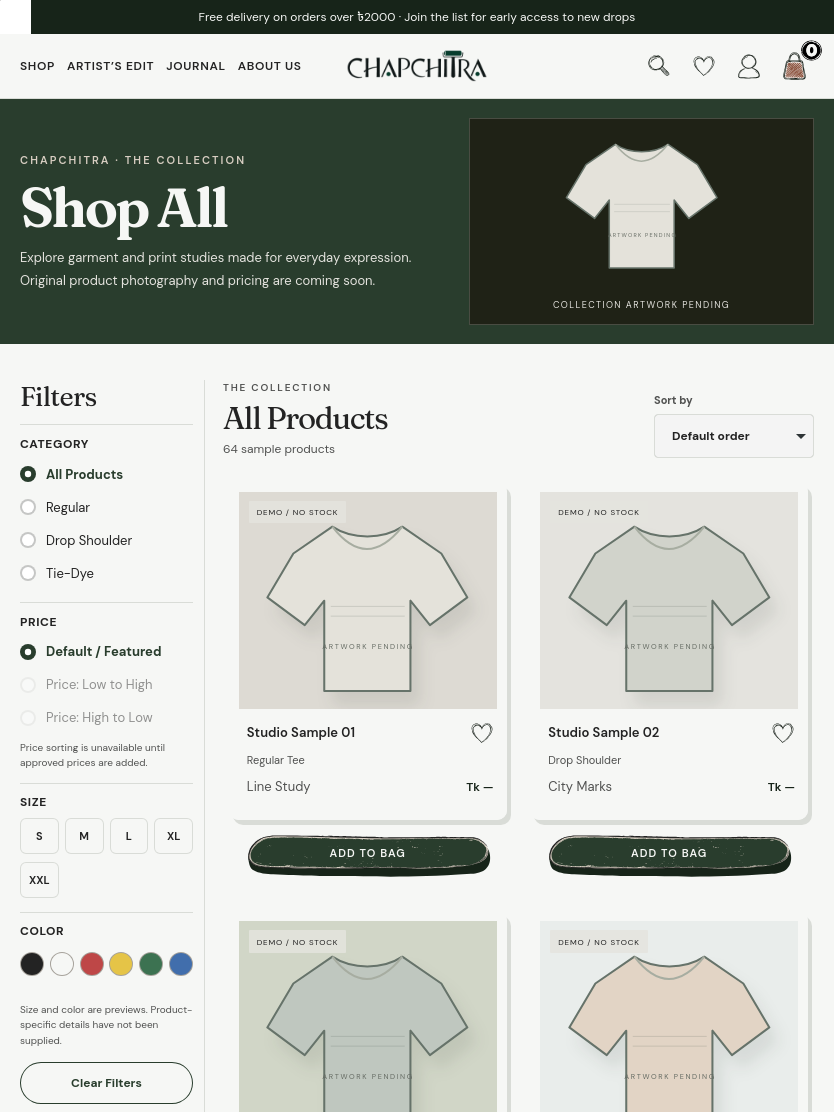 Free delivery on orders over ৳2000 · Join the list for early access to new drops
SHOP ARTIST'S EDIT JOURNAL ABOUT US
CHAPCHITRA
0
CHAPCHITRA · THE COLLECTION
Shop All
Explore garment and print studies made for everyday expression.
Original product photography and pricing are coming soon.
ARTWORK PENDING
COLLECTION ARTWORK PENDING
Filters
CATEGORY
All Products
Regular
Drop Shoulder
Tie-Dye
PRICE
Default / Featured
Price: Low to High
Price: High to Low
Price sorting is unavailable until
approved prices are added.
SIZE
S M L XL
XXL
COLOR
Size and color are previews. Product-
specific details have not been
supplied.
Clear Filters
THE COLLECTION
All Products
64 sample products
Sort by
Default order
DEMO / NO STOCK
ARTWORK PENDING
Studio Sample 01
Regular Tee
Line Study Tk —
ADD TO BAG
DEMO / NO STOCK
ARTWORK PENDING
Studio Sample 02
Drop Shoulder
City Marks Tk —
ADD TO BAG
DEMO / NO STOCK
ARTWORK PENDING
DEMO / NO STOCK
ARTWORK PENDING